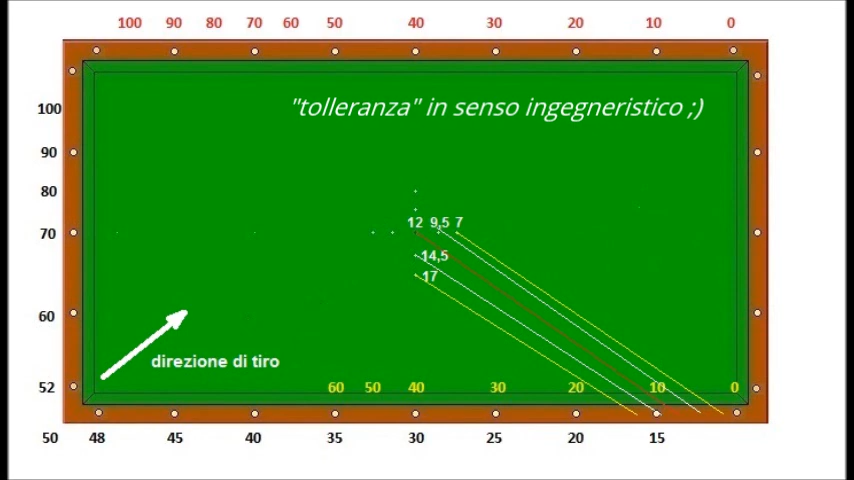 100 90 80 70 60 50 40 30 20 10 0
"tolleranza" in senso ingegneristico ;)
100
90
80
12 9,5 7
70
14,5
17
60
direzione di tiro
52 60 50 40 30 20 10 0
50 48 45 40 35 30 25 20 15